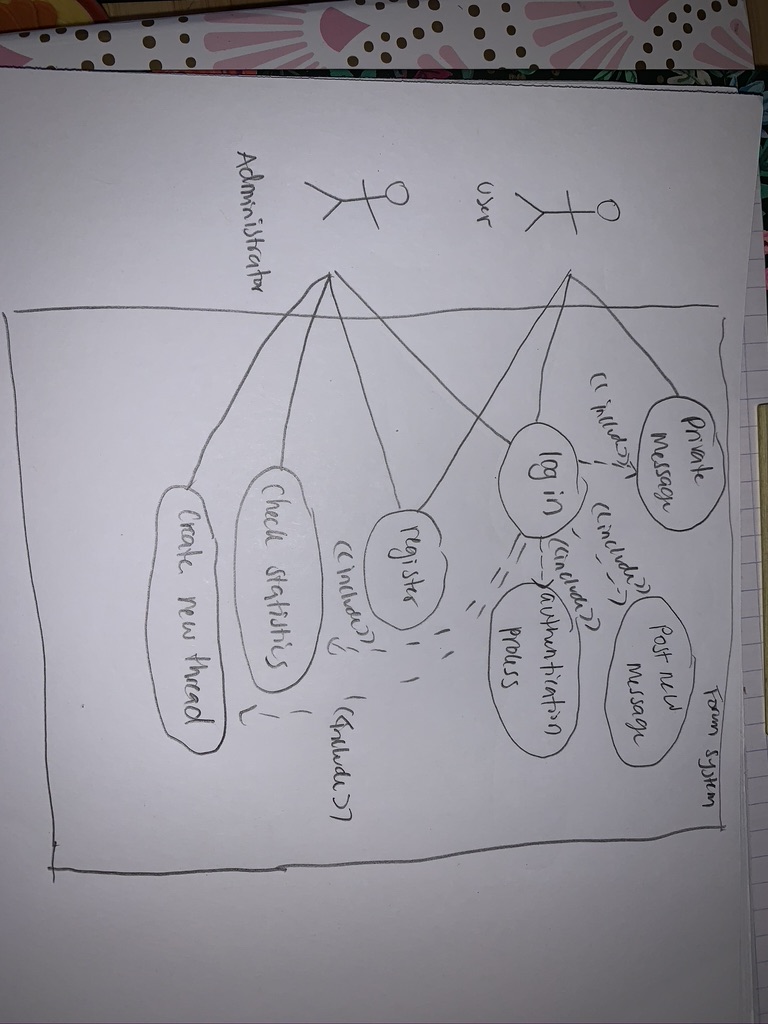 Forum system
Private
Message
<<include>>
User
Post new
Message
<<include>>
log in
<<include>>
authentication
process
register
<<include>>
Administrator
Check statistics
<<include>>
Create new thread